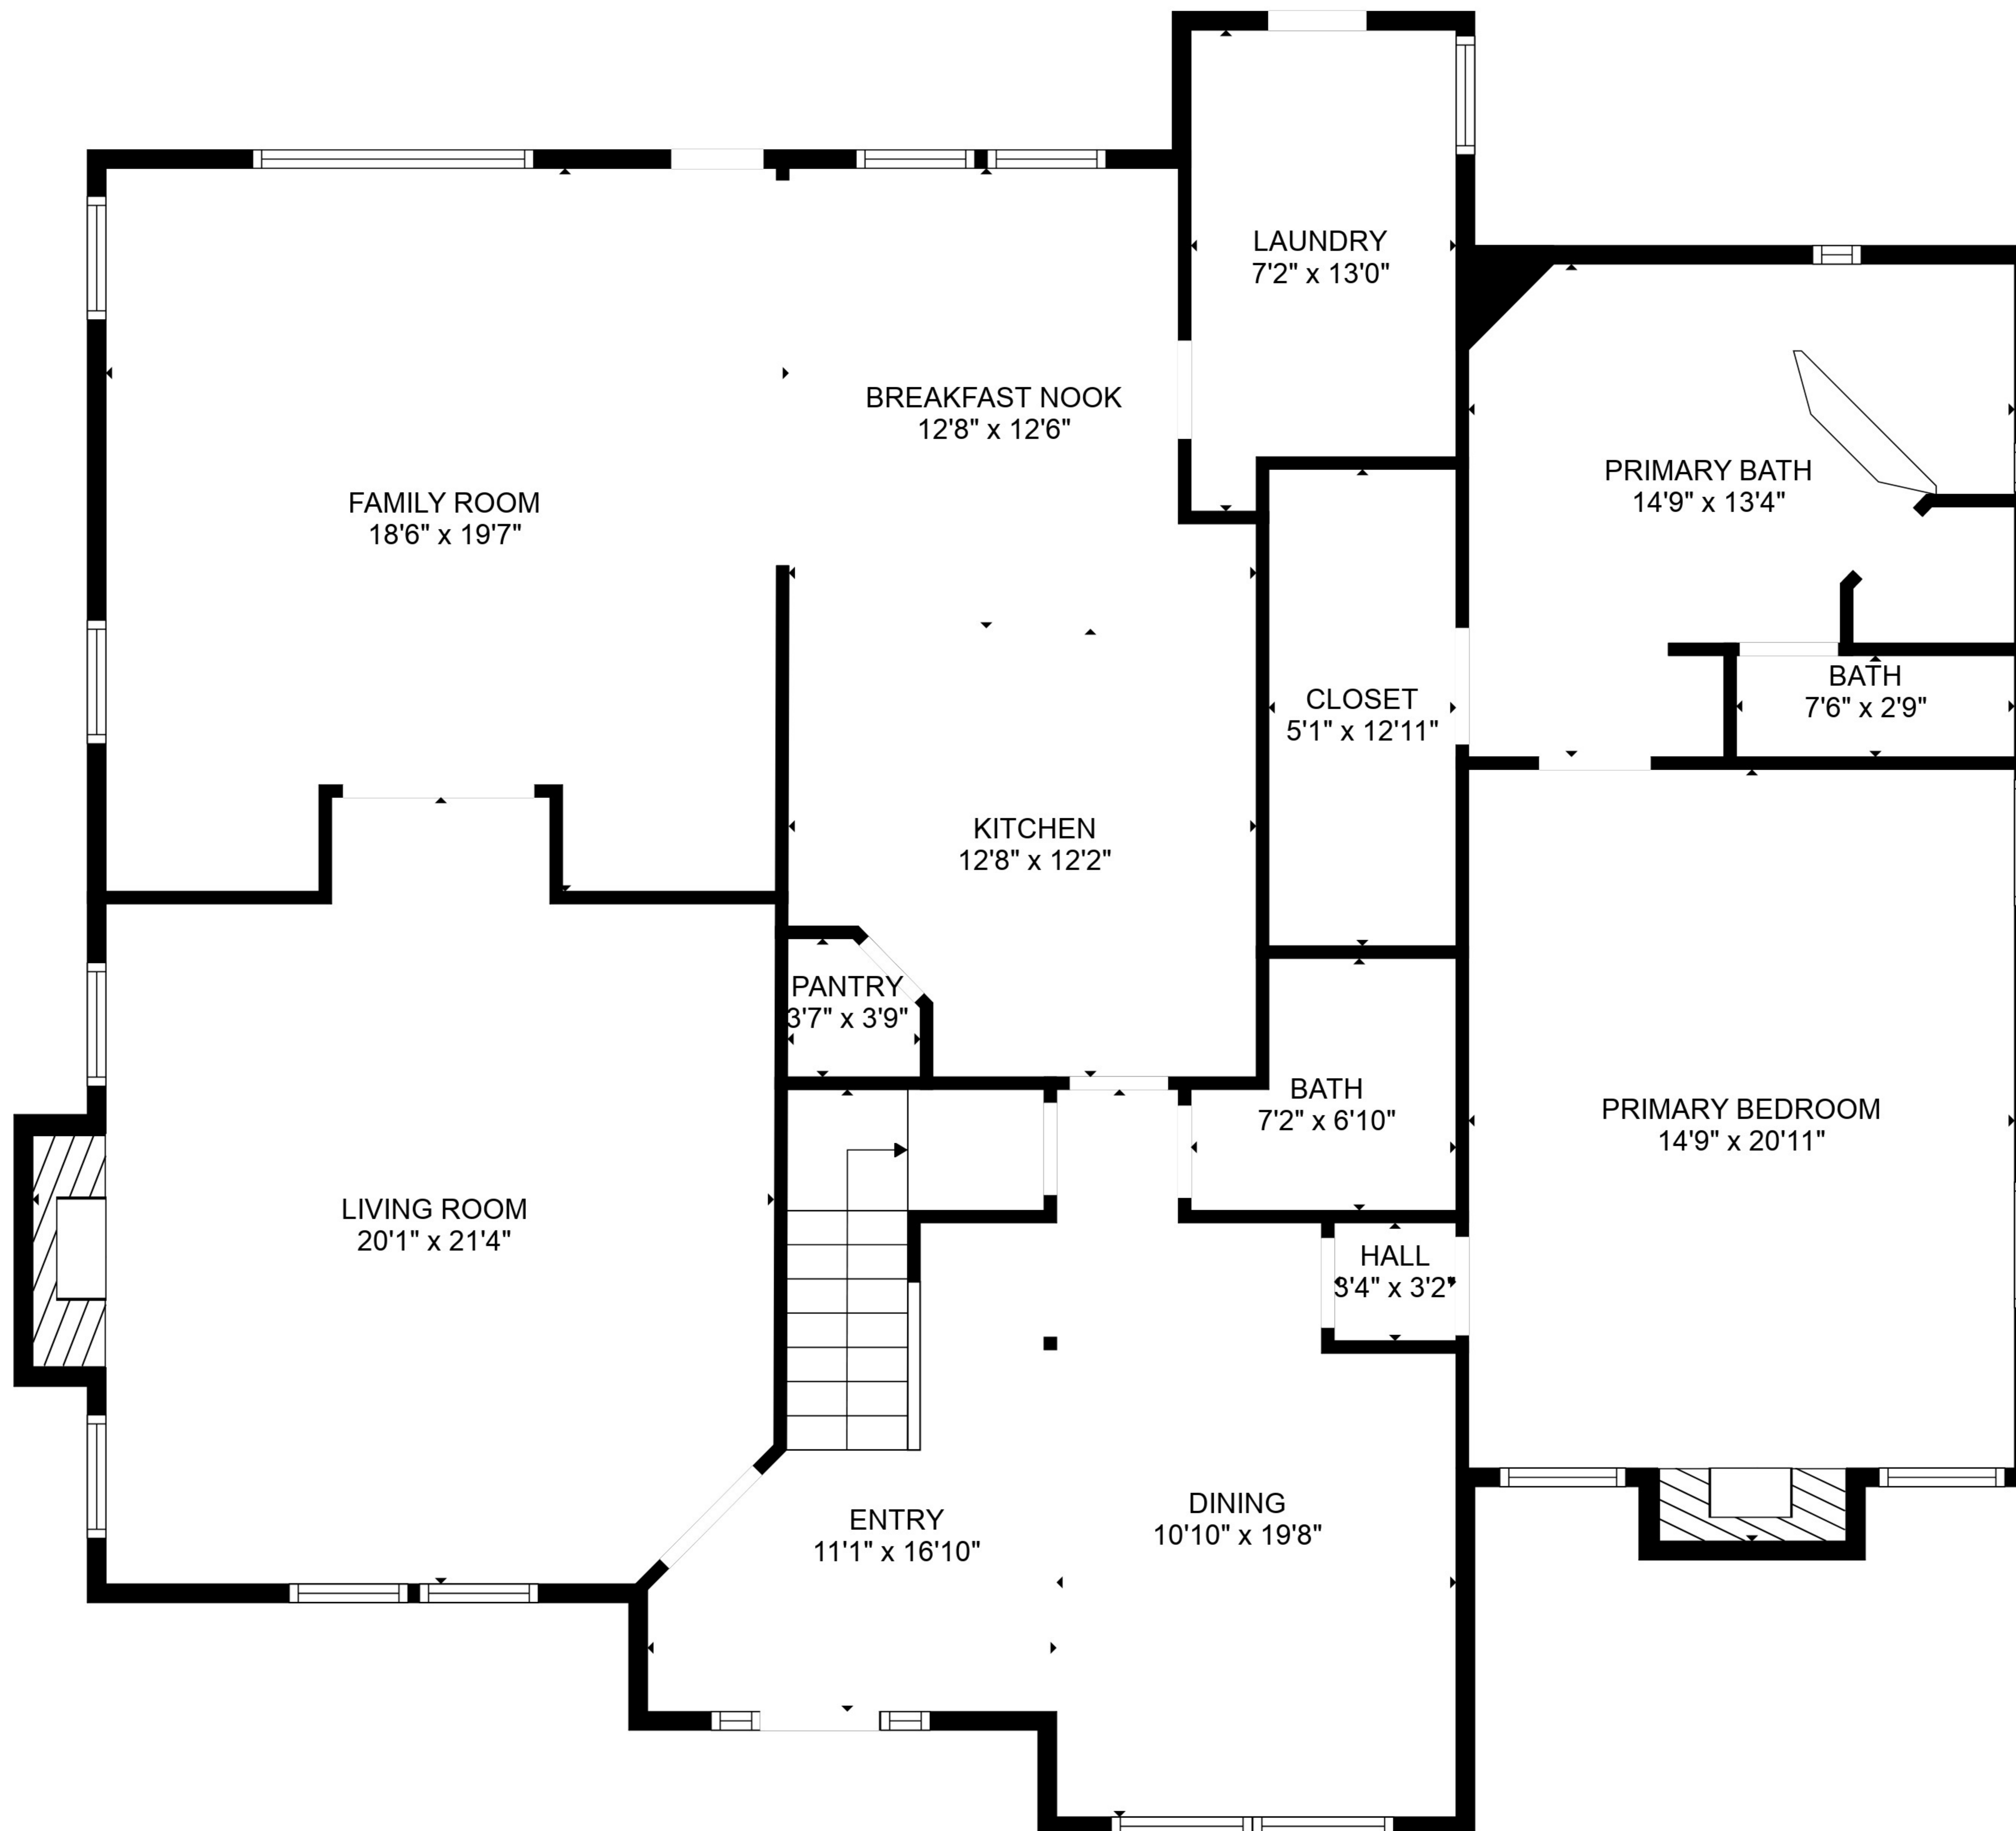 LAUNDRY
7'2" x 13'0"
BREAKFAST NOOK
12'8" x 12'6"
PRIMARY BATH
14'9" x 13'4"
FAMILY ROOM
18'6" x 19'7"
BATH
7'6" x 2'9"
CLOSET
5'1" x 12'11"
KITCHEN
12'8" x 12'2"
PANTRY
3'7" x 3'9"
BATH
7'2" x 6'10"
PRIMARY BEDROOM
14'9" x 20'11"
LIVING ROOM
20'1" x 21'4"
HALL
3'4" x 3'2"
DINING
10'10" x 19'8"
ENTRY
11'1" x 16'10"